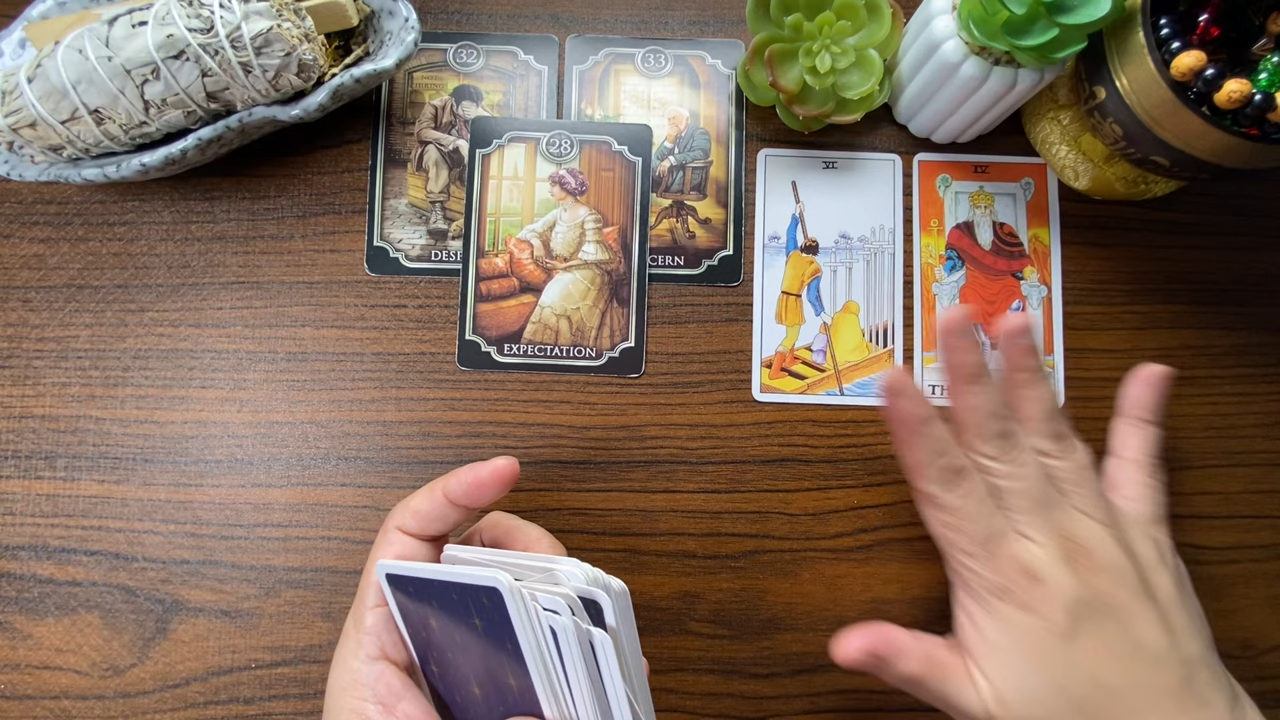 32
33
28
DESP
CERN
EXPECTATION
VI
IV
TH